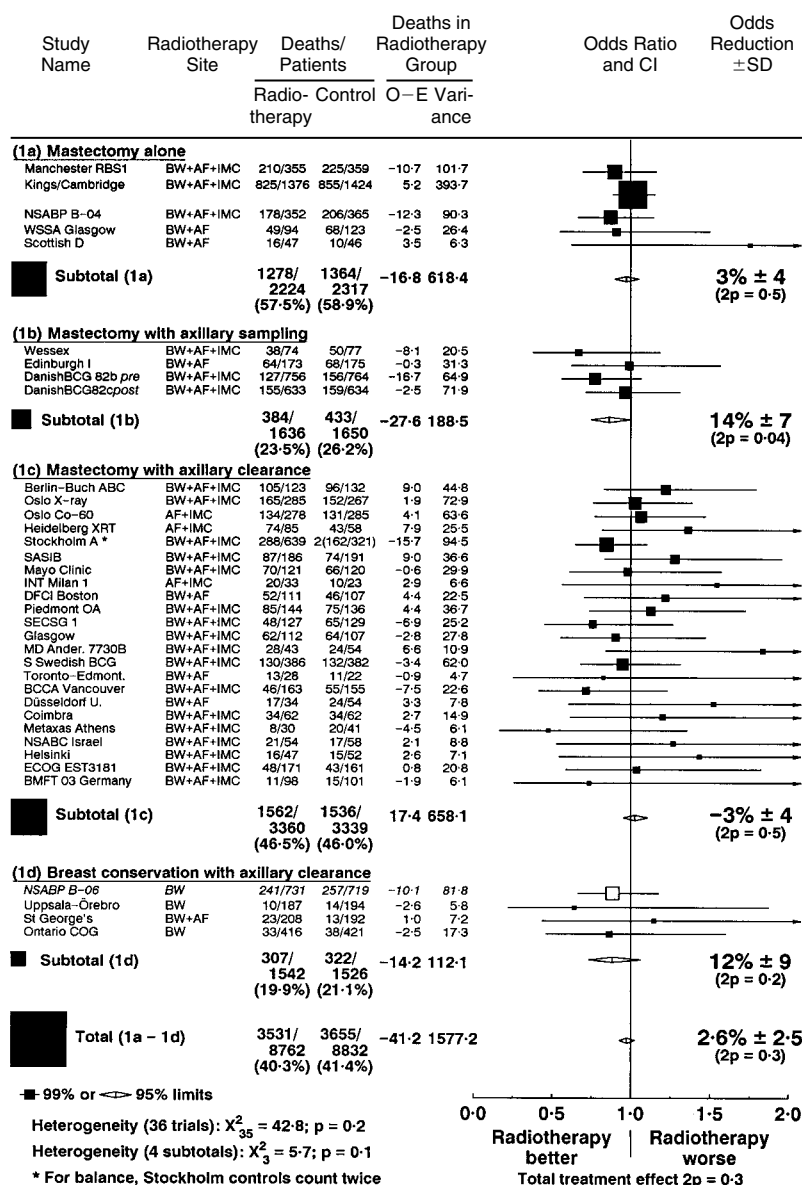 Study Name Radiotherapy Site Deaths/Patients Deaths in Radiotherapy Group Odds Ratio and CI Odds Reduction ±SD
Radio-therapy Control O–E Vari-ance
(1a) Mastectomy alone
Manchester RBS1 BW+AF+IMC 210/355 225/359 –10·7 101·7
Kings/Cambridge BW+AF+IMC 825/1376 855/1424 5·2 393·7
NSABP B-04 BW+AF+IMC 178/352 206/365 –12·3 90·3
WSSA Glasgow BW+AF 49/94 68/123 –2·5 26·4
Scottish D BW+AF 16/47 10/46 3·5 6·3
Subtotal (1a) 1278/2224 1364/2317 –16·8 618·4 3% ± 4
(57·5%) (58·9%) (2p = 0·5)
(1b) Mastectomy with axillary sampling
Wessex BW+AF+IMC 38/74 50/77 –8·1 20·5
Edinburgh I BW+AF 64/173 68/175 –0·3 31·3
DanishBCG 82b pre BW+AF+IMC 127/756 156/764 –16·7 64·9
DanishBCG82cpost BW+AF+IMC 155/633 159/634 –2·5 71·9
Subtotal (1b) 384/1636 433/1650 –27·6 188·5 14% ± 7
(23·5%) (26·2%) (2p = 0·04)
(1c) Mastectomy with axillary clearance
Berlin-Buch ABC BW+AF+IMC 105/123 96/132 9·0 44·8
Oslo X-ray BW+AF+IMC 165/285 152/267 1·9 72·9
Oslo Co-60 AF+IMC 134/278 131/285 4·1 63·6
Heidelberg XRT AF+IMC 74/85 43/58 7·9 25·5
Stockholm A * BW+AF+IMC 288/639 2(162/321) –15·7 94·5
SASIB BW+AF+IMC 87/186 74/191 9·0 36·6
Mayo Clinic BW+AF+IMC 70/121 66/120 –0·6 29·9
INT Milan 1 AF+IMC 20/33 10/23 2·9 6·6
DFCI Boston BW+AF 52/111 46/107 4·4 22·5
Piedmont OA BW+AF+IMC 85/144 75/136 4·4 36·7
SECSG 1 BW+AF+IMC 48/127 65/129 –6·9 25·2
Glasgow BW+AF+IMC 62/112 64/107 –2·8 27·8
MD Ander. 7730B BW+AF+IMC 28/43 24/54 6·6 10·9
S Swedish BCG BW+AF+IMC 130/386 132/382 –3·4 62·0
Toronto-Edmont. BW+AF 13/28 11/22 –0·9 4·7
BCCA Vancouver BW+AF+IMC 46/163 55/155 –7·5 22·6
Düsseldorf U. BW+AF 17/34 24/54 3·3 7·8
Coimbra BW+AF+IMC 34/62 34/62 2·7 14·9
Metaxas Athens BW+AF+IMC 8/30 20/41 –4·5 6·1
NSABC Israel BW+AF+IMC 21/54 17/58 2·1 8·8
Helsinki BW+AF+IMC 16/47 15/52 2·6 7·1
ECOG EST3181 BW+AF+IMC 48/171 43/161 0·8 20·8
BMFT 03 Germany BW+AF+IMC 11/98 15/101 –1·9 6·1
Subtotal (1c) 1562/3360 1536/3339 17·4 658·1 –3% ± 4
(46·5%) (46·0%) (2p = 0·5)
(1d) Breast conservation with axillary clearance
NSABP B-06 BW 241/731 257/719 –10·1 81·8
Uppsala-Örebro BW 10/187 14/194 –2·6 5·8
St George's BW+AF 23/208 13/192 1·0 7·2
Ontario COG BW 33/416 38/421 –2·5 17·3
Subtotal (1d) 307/1542 322/1526 –14·2 112·1 12% ± 9
(19·9%) (21·1%) (2p = 0·2)
Total (1a – 1d) 3531/8762 3655/8832 –41·2 1577·2 2·6% ± 2·5
(40·3%) (41·4%) (2p = 0·3)
99% or 95% limits
0·0 0·5 1·0 1·5 2·0
Heterogeneity (36 trials): X²₃₅ = 42·8; p = 0·2
Radiotherapy better Radiotherapy worse
Heterogeneity (4 subtotals): X²₃ = 5·7; p = 0·1
* For balance, Stockholm controls count twice
Total treatment effect 2p = 0·3